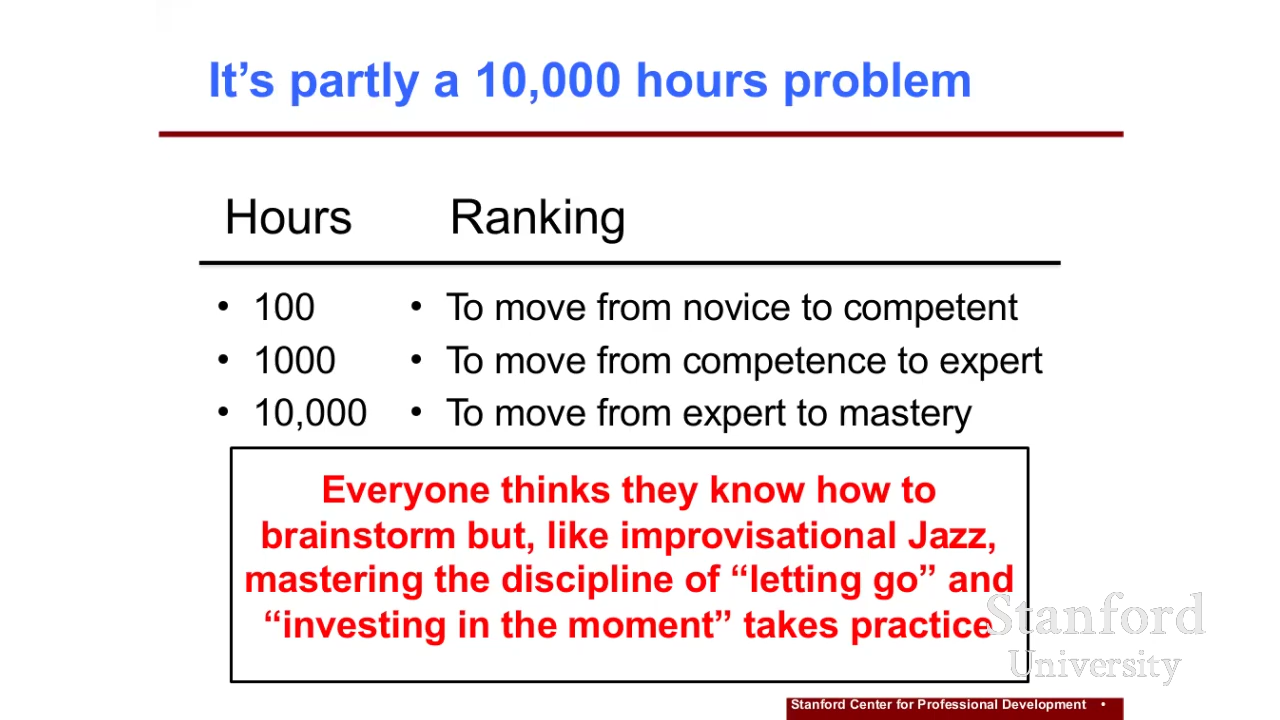 It’s partly a 10,000 hours problem
Hours Ranking
• 100 • To move from novice to competent
• 1000 • To move from competence to expert
• 10,000 • To move from expert to mastery
Everyone thinks they know how to
brainstorm but, like improvisational Jazz,
mastering the discipline of “letting go” and
“investing in the moment” takes practice
Stanford
University
Stanford Center for Professional Development •